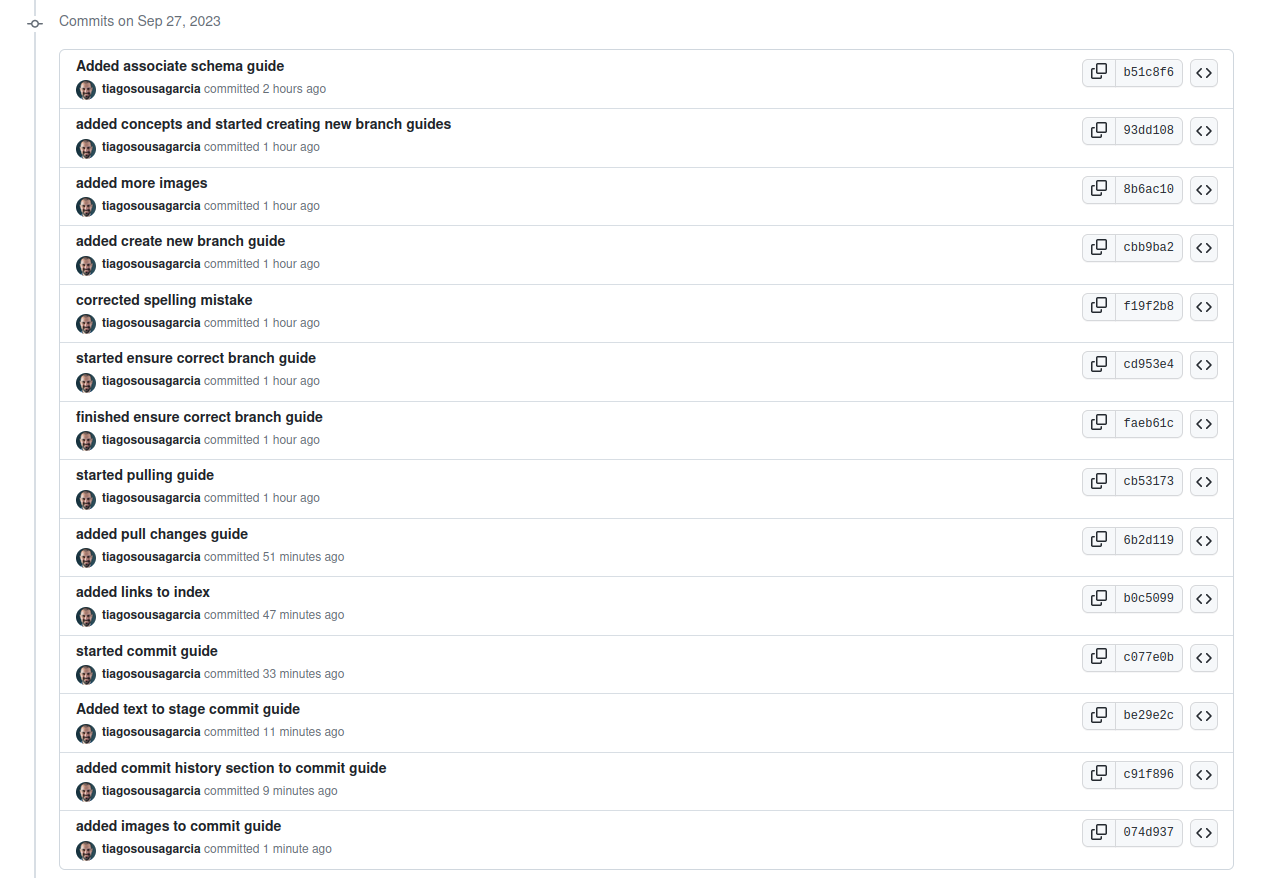 Commits on Sep 27, 2023
Added associate schema guide
b51c8f6
tiagosousagarcia committed 2 hours ago
added concepts and started creating new branch guides
93dd108
tiagosousagarcia committed 1 hour ago
added more images
8b6ac10
tiagosousagarcia committed 1 hour ago
added create new branch guide
cbb9ba2
tiagosousagarcia committed 1 hour ago
corrected spelling mistake
f19f2b8
tiagosousagarcia committed 1 hour ago
started ensure correct branch guide
cd953e4
tiagosousagarcia committed 1 hour ago
finished ensure correct branch guide
faeb61c
tiagosousagarcia committed 1 hour ago
started pulling guide
cb53173
tiagosousagarcia committed 1 hour ago
added pull changes guide
6b2d119
tiagosousagarcia committed 51 minutes ago
added links to index
b0c5099
tiagosousagarcia committed 47 minutes ago
started commit guide
c077e0b
tiagosousagarcia committed 33 minutes ago
Added text to stage commit guide
be29e2c
tiagosousagarcia committed 11 minutes ago
added commit history section to commit guide
c91f896
tiagosousagarcia committed 9 minutes ago
added images to commit guide
074d937
tiagosousagarcia committed 1 minute ago